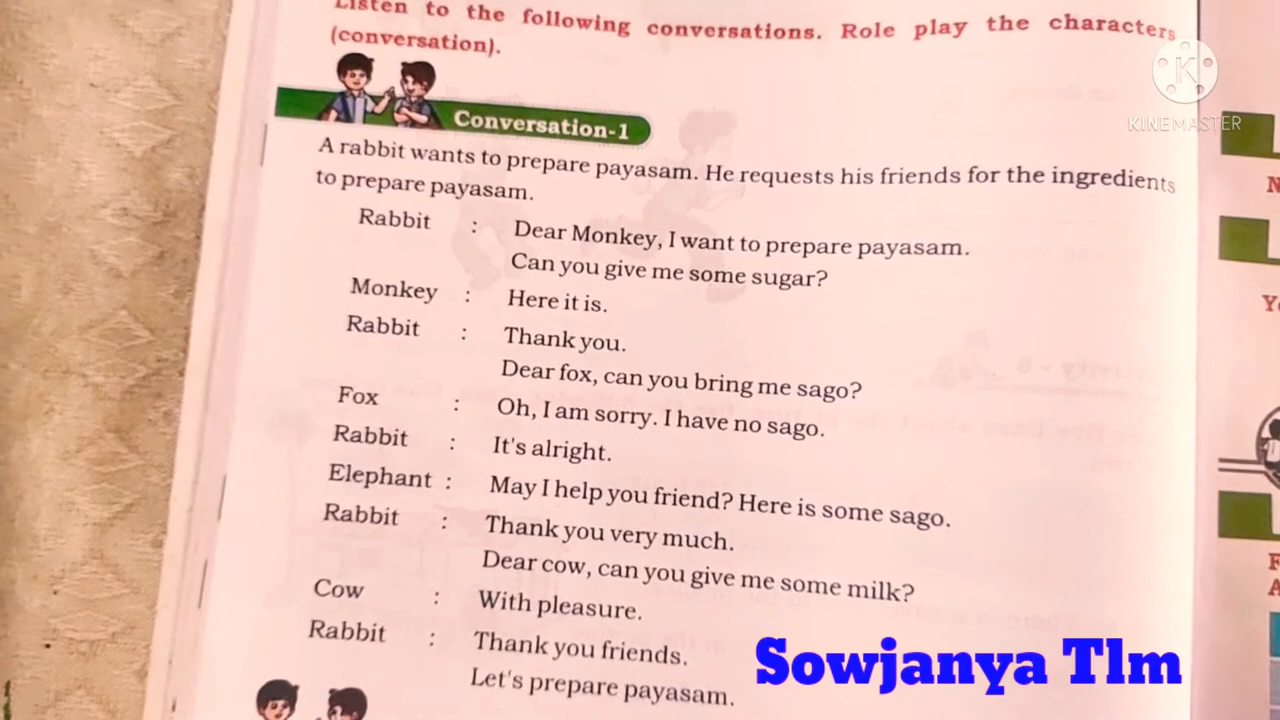 Listen to the following conversations. Role play the characters
(conversation).
Conversation-1
A rabbit wants to prepare payasam. He requests his friends for the ingredients
to prepare payasam.
Rabbit : Dear Monkey, I want to prepare payasam.
Can you give me some sugar?
Monkey : Here it is.
Rabbit : Thank you.
Dear fox, can you bring me sago?
Fox : Oh, I am sorry. I have no sago.
Rabbit : It's alright.
Elephant : May I help you friend? Here is some sago.
Rabbit : Thank you very much.
Dear cow, can you give me some milk?
Cow : With pleasure.
Rabbit : Thank you friends.
Let's prepare payasam.
KINEMASTER
Sowjanya Tlm